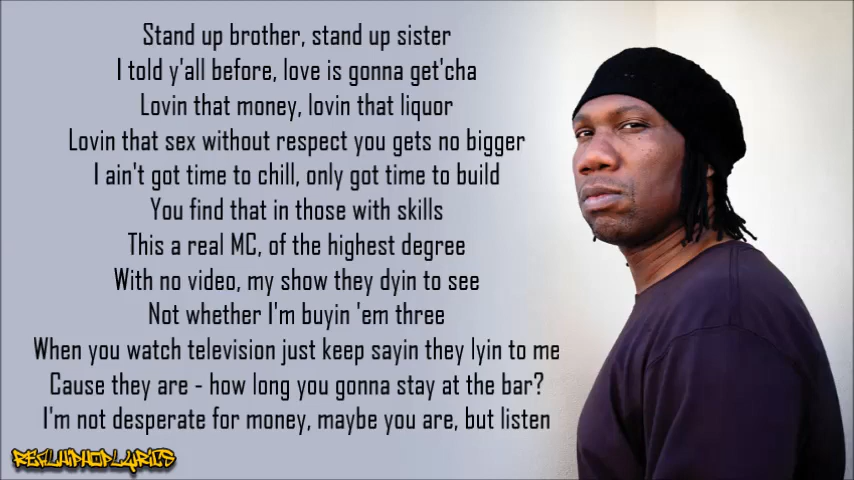 Stand up brother, stand up sister
I told y'all before, love is gonna get'cha
Lovin that money, lovin that liquor
Lovin that sex without respect you gets no bigger
I ain't got time to chill, only got time to build
You find that in those with skills
This a real MC, of the highest degree
With no video, my show they dyin to see
Not whether I'm buyin 'em three
When you watch television just keep sayin they lyin to me
Cause they are - how long you gonna stay at the bar?
I'm not desperate for money, maybe you are, but listen
REALHIPHOPLYRICS